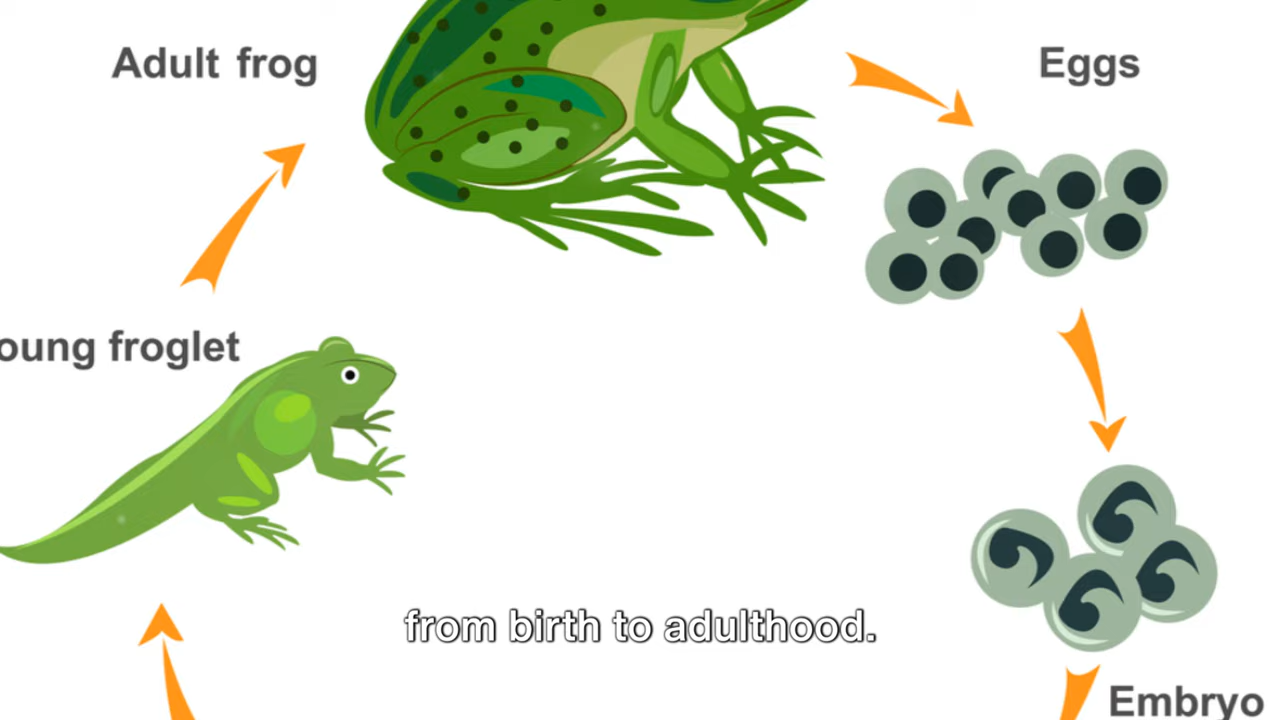 Adult frog
Eggs
oung froglet
from birth to adulthood.
Embryo